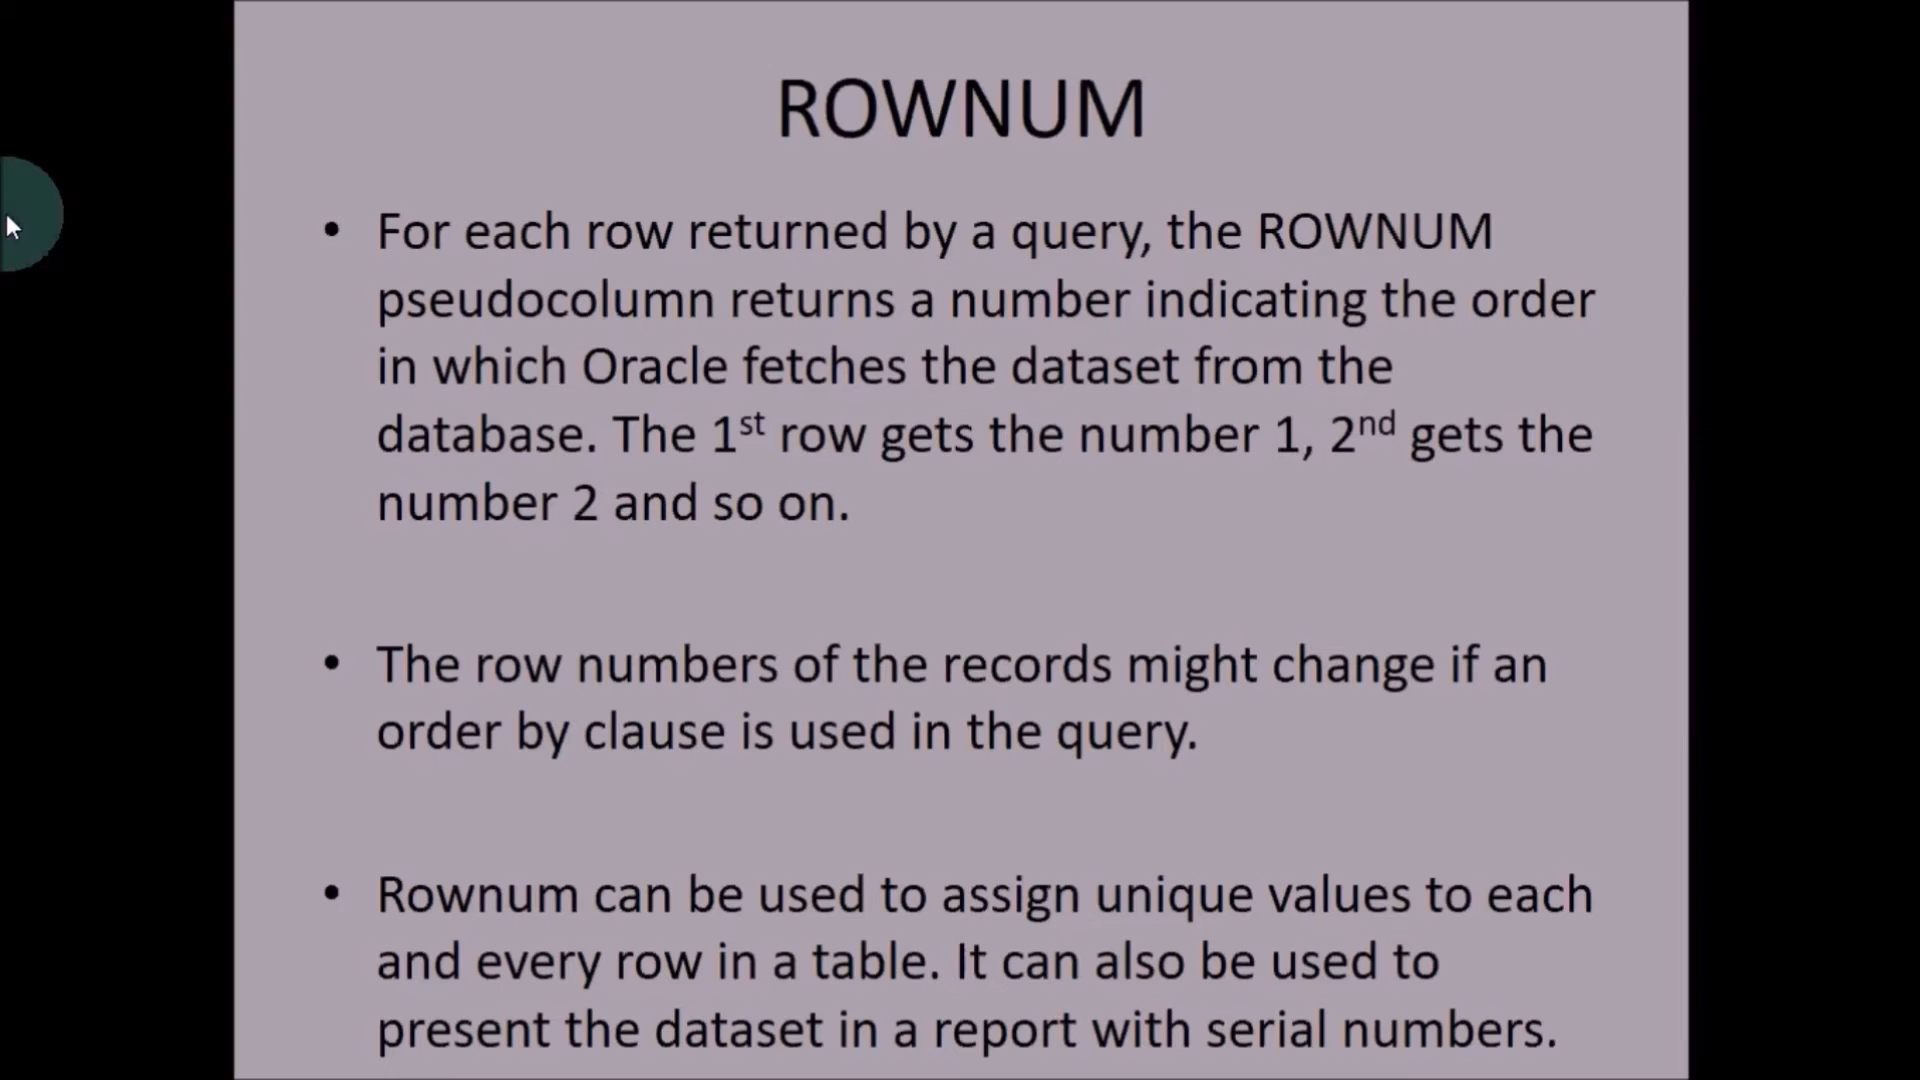 ROWNUM
• For each row returned by a query, the ROWNUM
pseudocolumn returns a number indicating the order
in which Oracle fetches the dataset from the
database. The 1st row gets the number 1, 2nd gets the
number 2 and so on.
• The row numbers of the records might change if an
order by clause is used in the query.
• Rownum can be used to assign unique values to each
and every row in a table. It can also be used to
present the dataset in a report with serial numbers.